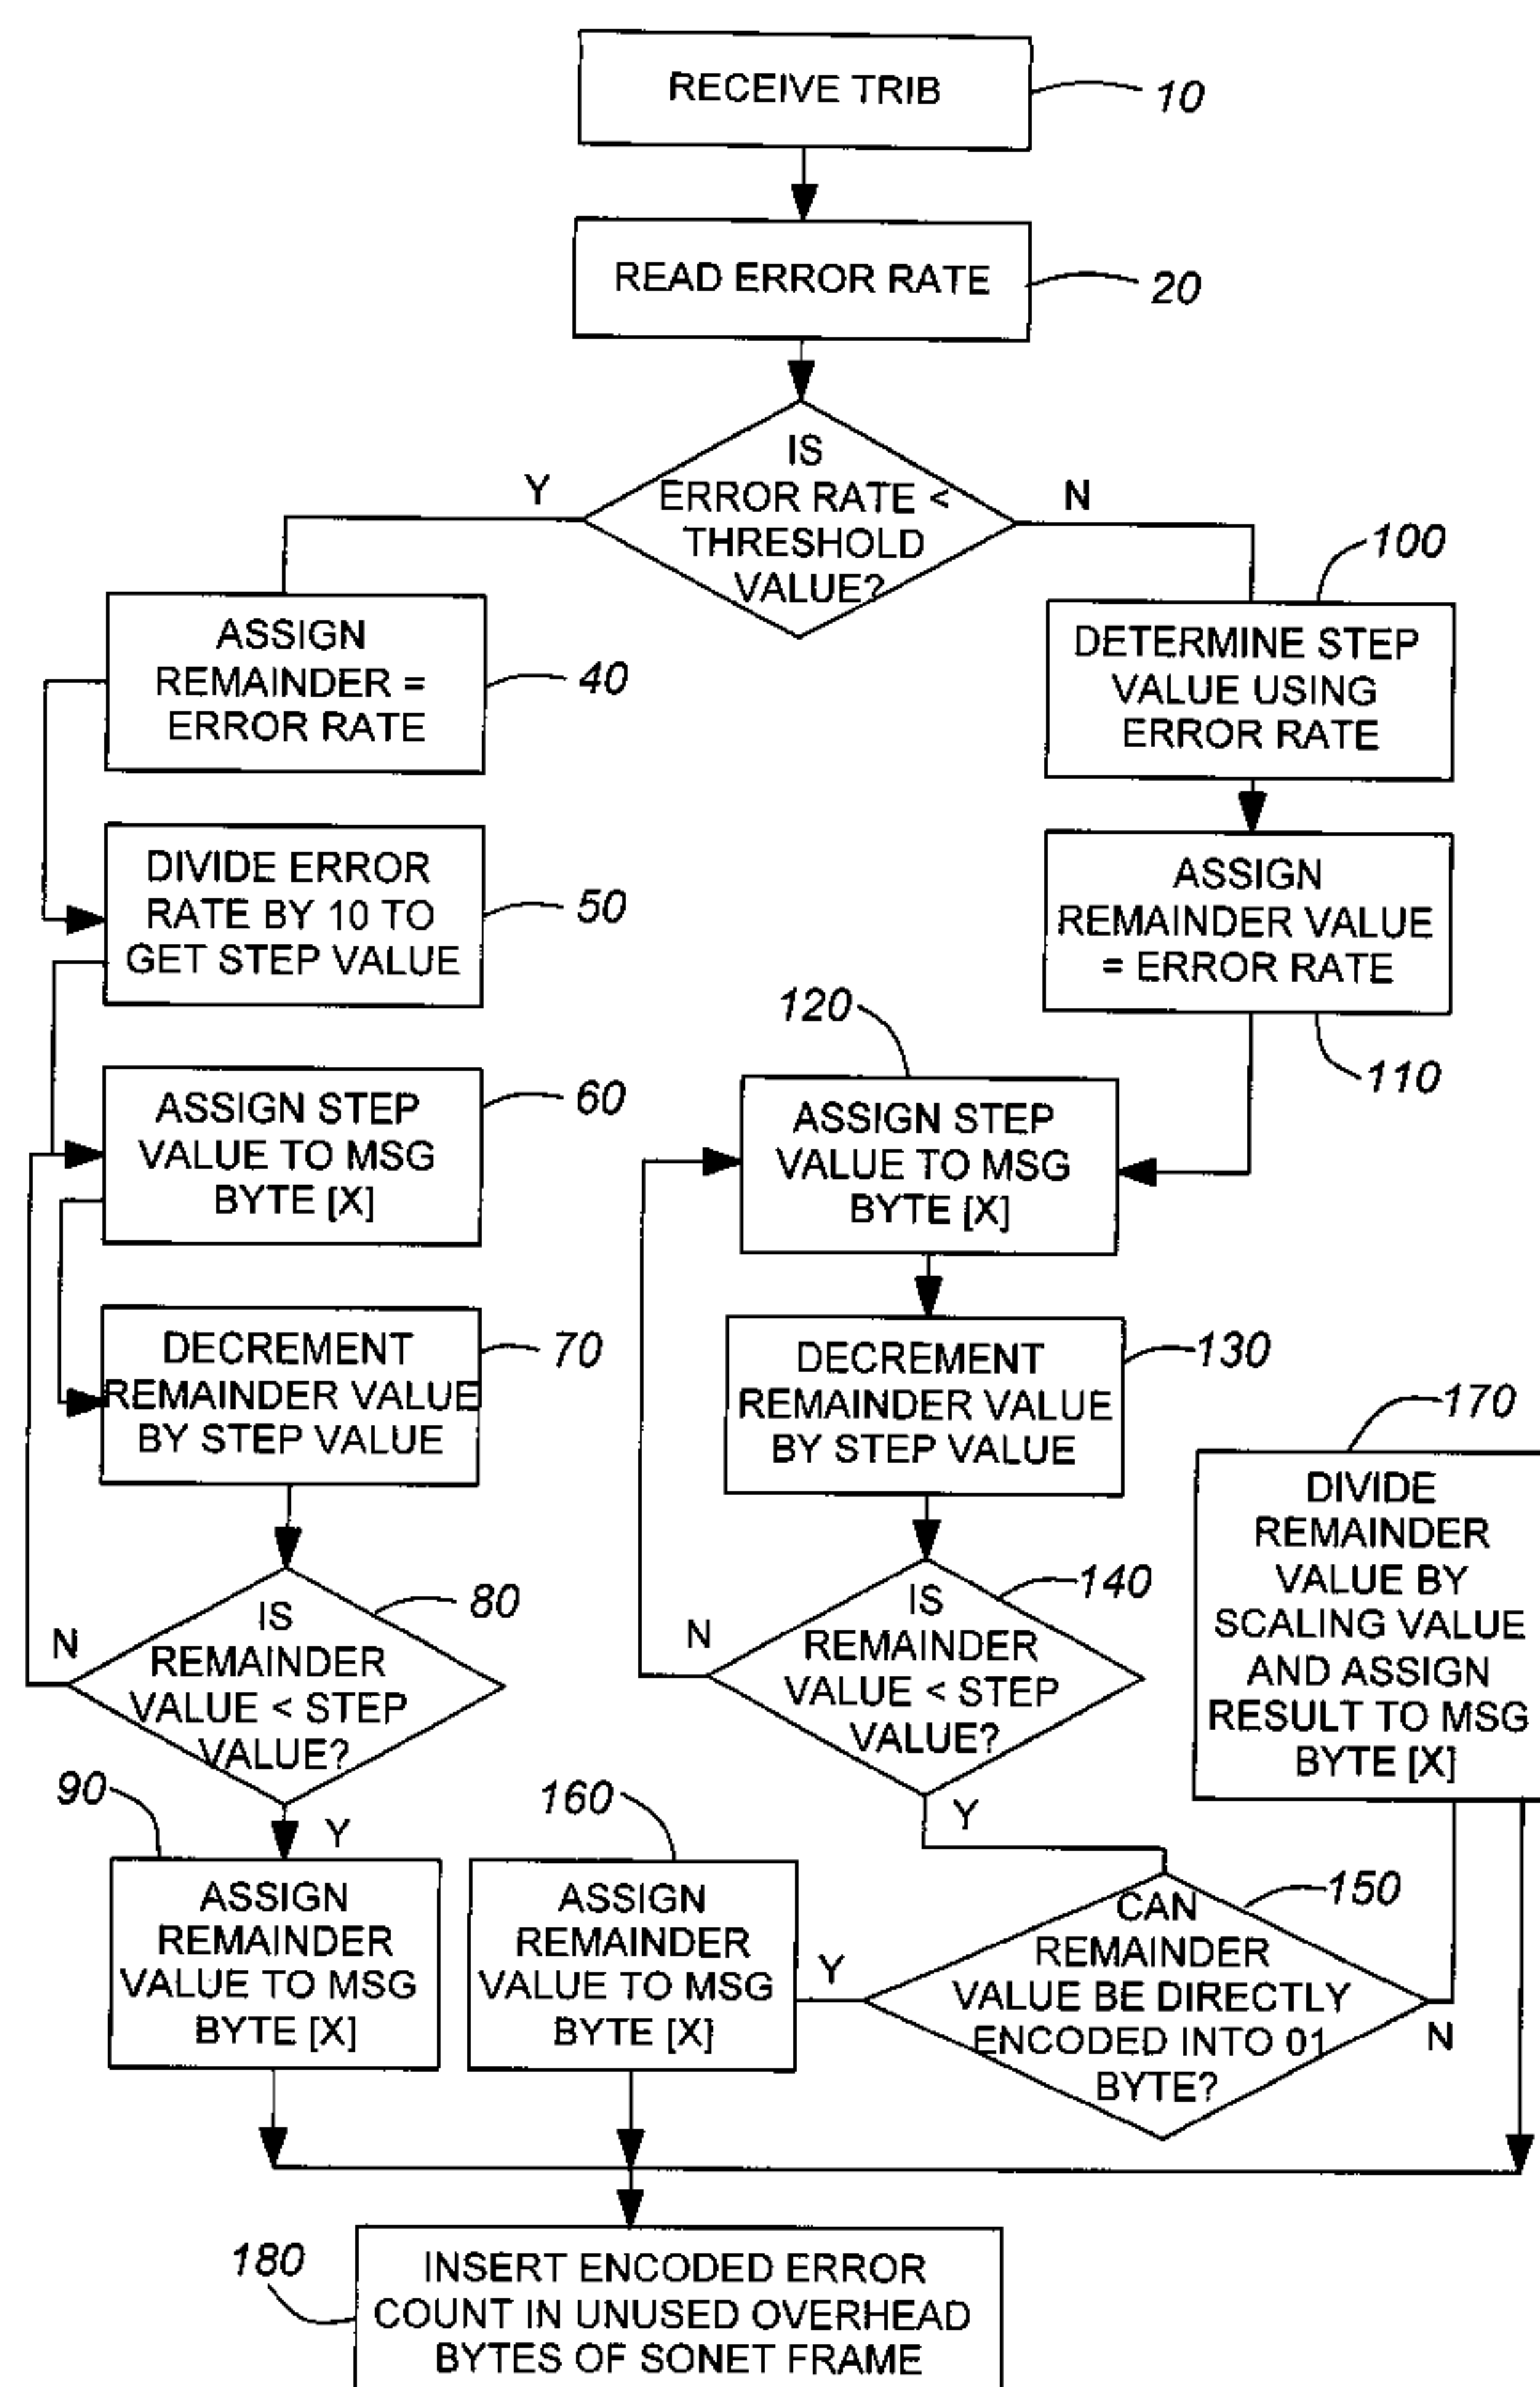 RECEIVE TRIB
10
READ ERROR RATE
20
IS
ERROR RATE <
THRESHOLD
VALUE?
Y
N
ASSIGN
REMAINDER =
ERROR RATE
40
100
DETERMINE STEP
VALUE USING
ERROR RATE
DIVIDE ERROR
RATE BY 10 TO
GET STEP VALUE
50
ASSIGN
REMAINDER VALUE
= ERROR RATE
110
ASSIGN STEP
VALUE TO MSG
BYTE [X]
60
120
ASSIGN STEP
VALUE TO MSG
BYTE [X]
DECREMENT
REMAINDER VALUE
BY STEP VALUE
70
DECREMENT
REMAINDER VALUE
BY STEP VALUE
130
IS
REMAINDER
VALUE < STEP
VALUE?
80
N
Y
IS
REMAINDER
VALUE < STEP
VALUE?
140
N
Y
170
DIVIDE
REMAINDER
VALUE BY
SCALING VALUE
AND ASSIGN
RESULT TO MSG
BYTE [X]
90
ASSIGN
REMAINDER
VALUE TO MSG
BYTE [X]
160
ASSIGN
REMAINDER
VALUE TO MSG
BYTE [X]
150
CAN
REMAINDER
VALUE BE DIRECTLY
ENCODED INTO 01
BYTE?
Y
N
180
INSERT ENCODED ERROR
COUNT IN UNUSED OVERHEAD
BYTES OF SONET FRAME